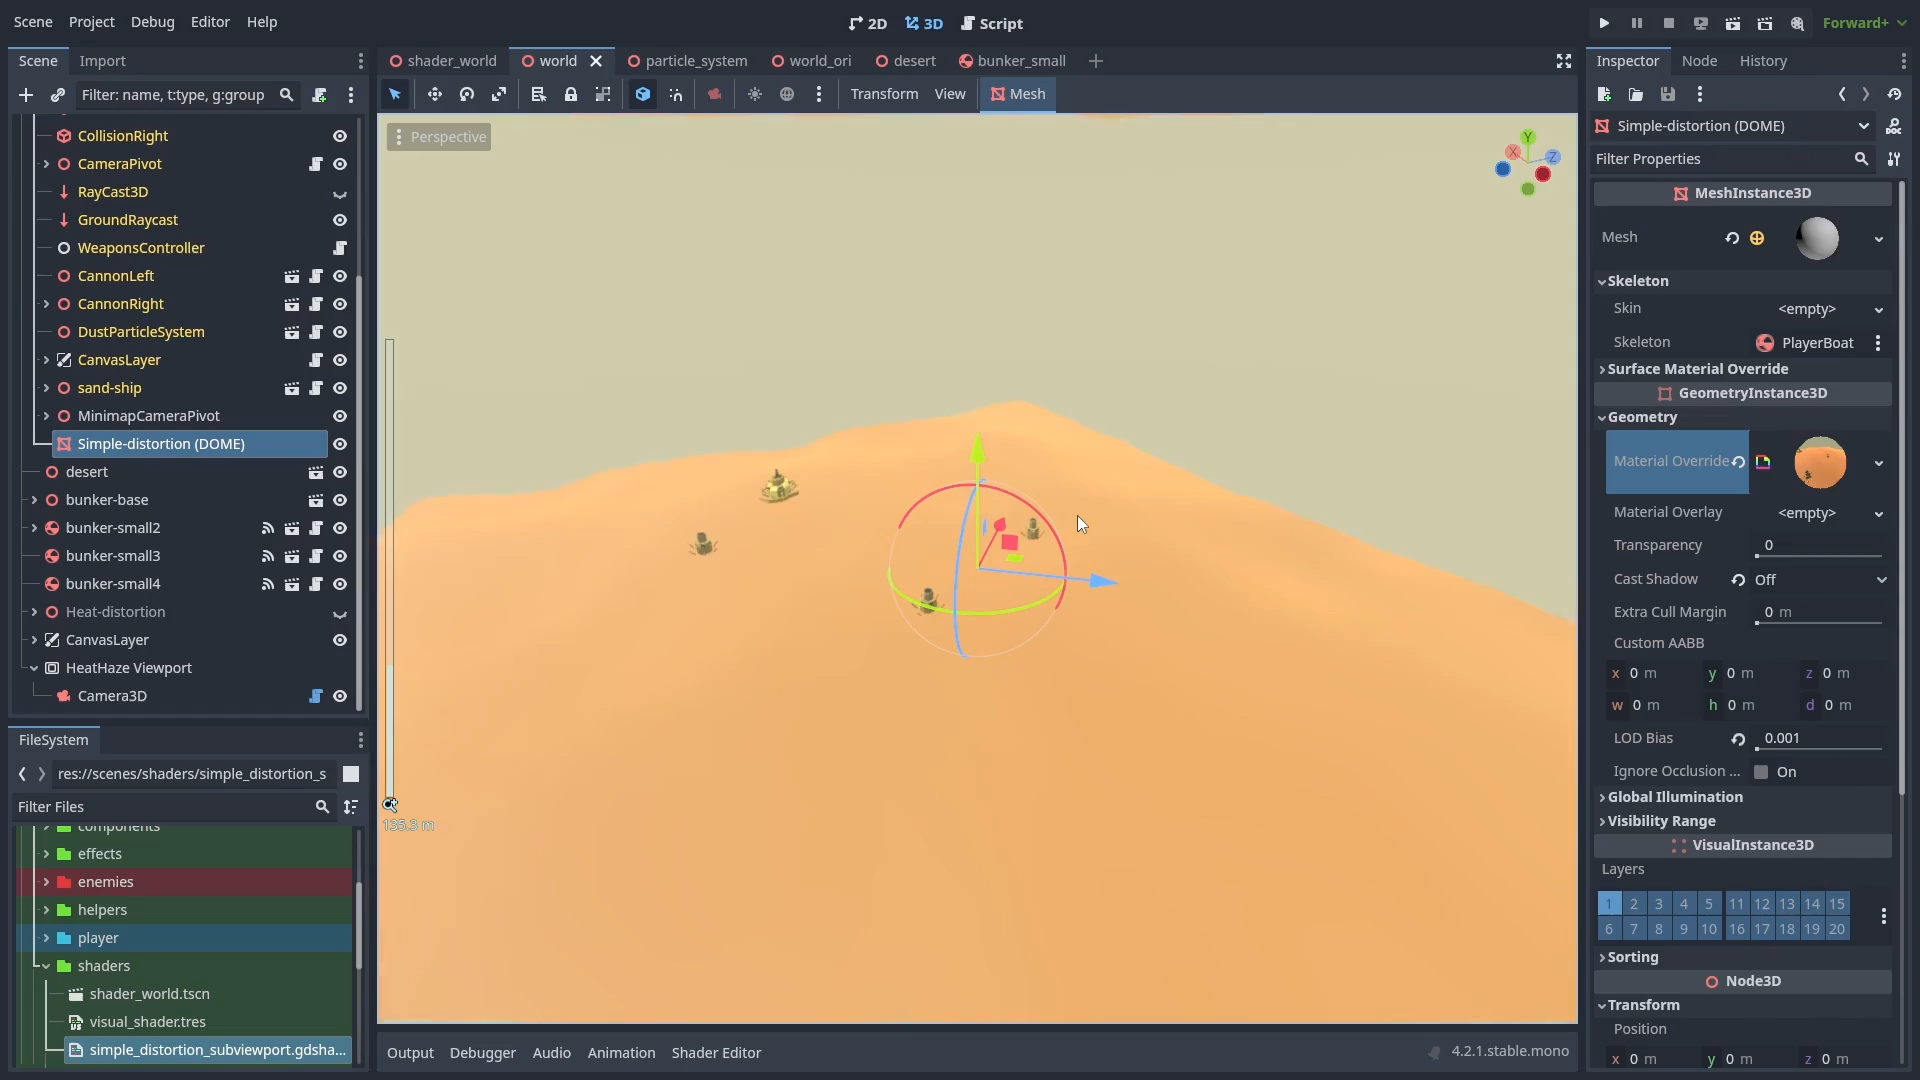 Scene Project Debug Editor Help
2D 3D Script
Forward+
Scene Import
Filter: name, t:type, g:group
CollisionRight
CameraPivot
RayCast3D
GroundRaycast
WeaponsController
CannonLeft
CannonRight
DustParticleSystem
CanvasLayer
sand-ship
MinimapCameraPivot
Simple-distortion (DOME)
desert
bunker-base
bunker-small2
bunker-small3
bunker-small4
Heat-distortion
CanvasLayer
HeatHaze Viewport
Camera3D
FileSystem
res://scenes/shaders/simple_distortion_s
Filter Files
components
effects
enemies
helpers
player
shaders
shader_world.tscn
visual_shader.tres
simple_distortion_subviewport.gdsha...
shader_world world particle_system world_ori desert bunker_small
Transform View Mesh
Perspective
Y
X
Z
135.3 m
Output Debugger Audio Animation Shader Editor
4.2.1.stable.mono
Inspector Node History
Simple-distortion (DOME)
DOC
Filter Properties
MeshInstance3D
Mesh
Skeleton
Skin <empty>
Skeleton PlayerBoat
Surface Material Override
GeometryInstance3D
Geometry
Material Override
Material Overlay <empty>
Transparency 0
Cast Shadow Off
Extra Cull Margin 0 m
Custom AABB
x 0 m y 0 m z 0 m
w 0 m h 0 m d 0 m
LOD Bias 0.001
Ignore Occlusion ... On
Global Illumination
Visibility Range
VisualInstance3D
Layers
1 2 3 4 5 11 12 13 14 15
6 7 8 9 10 16 17 18 19 20
Sorting
Node3D
Transform
Position
x 0 m y 0 m z 0 m